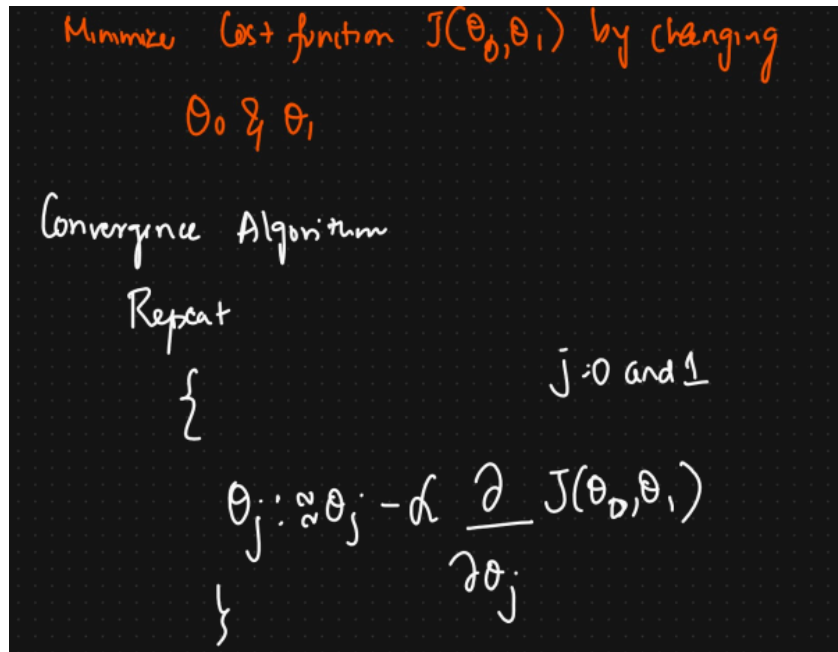 Minimize Cost function J(θ₀,θ₁) by changing
θ₀ & θ₁
Convergence Algorithm
Repeat
{
j=0 and 1
θj :≈ θj - α ∂/∂θj J(θ₀,θ₁)
}